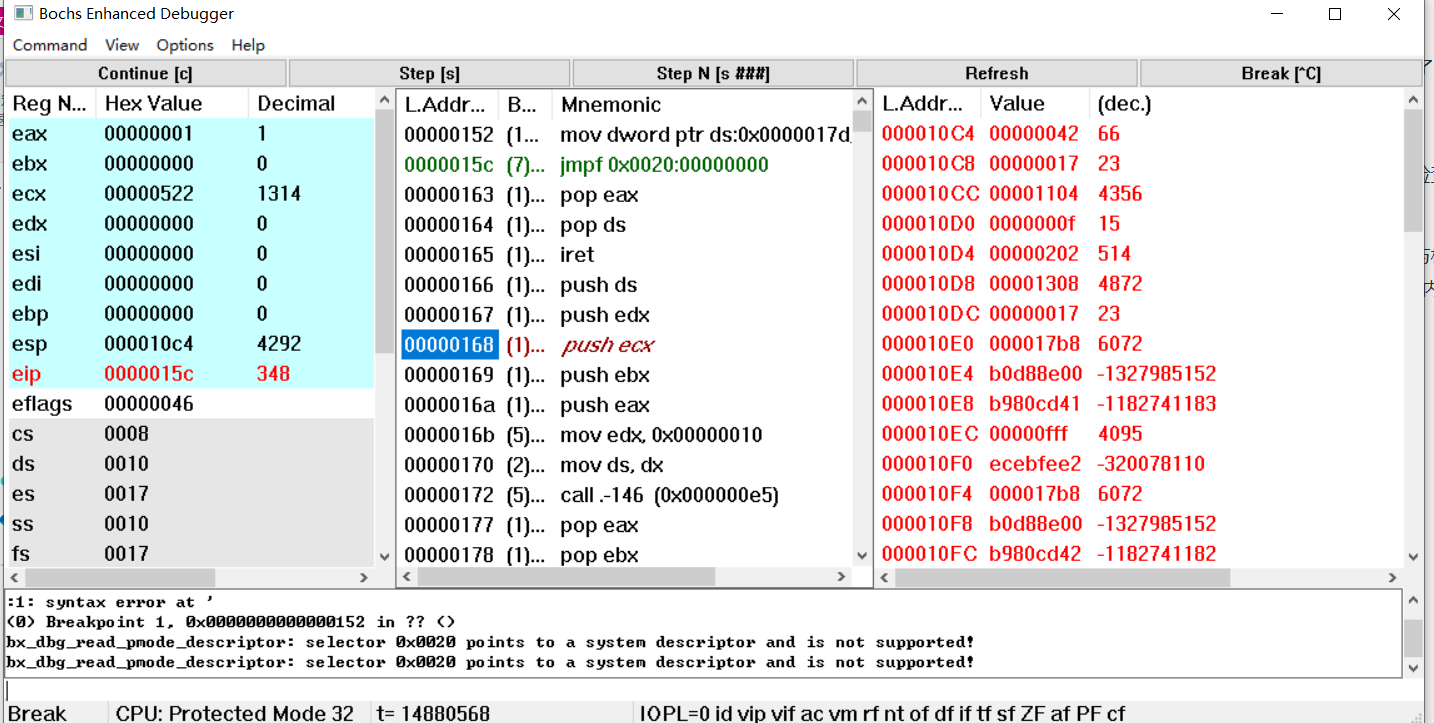 Bochs Enhanced Debugger
Command View Options Help
Continue [c] Step [s] Step N [s ###] Refresh Break [^C]
Reg N... Hex Value Decimal
eax 00000001 1
ebx 00000000 0
ecx 00000522 1314
edx 00000000 0
esi 00000000 0
edi 00000000 0
ebp 00000000 0
esp 000010c4 4292
eip 0000015c 348
eflags 00000046
cs 0008
ds 0010
es 0017
ss 0010
fs 0017
L.Addr... B... Mnemonic
00000152 (1... mov dword ptr ds:0x0000017d,
0000015c (7)... jmpf 0x0020:00000000
00000163 (1)... pop eax
00000164 (1)... pop ds
00000165 (1)... iret
00000166 (1)... push ds
00000167 (1)... push edx
00000168 (1)... push ecx
00000169 (1)... push ebx
0000016a (1)... push eax
0000016b (5)... mov edx, 0x00000010
00000170 (2)... mov ds, dx
00000172 (5)... call .-146 (0x000000e5)
00000177 (1)... pop eax
00000178 (1)... pop ebx
L.Addr... Value (dec.)
000010C4 00000042 66
000010C8 00000017 23
000010CC 00001104 4356
000010D0 0000000f 15
000010D4 00000202 514
000010D8 00001308 4872
000010DC 00000017 23
000010E0 000017b8 6072
000010E4 b0d88e00 -1327985152
000010E8 b980cd41 -1182741183
000010EC 00000fff 4095
000010F0 ecebfee2 -320078110
000010F4 000017b8 6072
000010F8 b0d88e00 -1327985152
000010FC b980cd42 -1182741182
:1: syntax error at '
(0) Breakpoint 1, 0x0000000000000152 in ?? ()
bx_dbg_read_pmode_descriptor: selector 0x0020 points to a system descriptor and is not supported!
bx_dbg_read_pmode_descriptor: selector 0x0020 points to a system descriptor and is not supported!
Break CPU: Protected Mode 32 t= 14880568 IOPL=0 id vip vif ac vm rf nt of df if tf sf ZF af PF cf